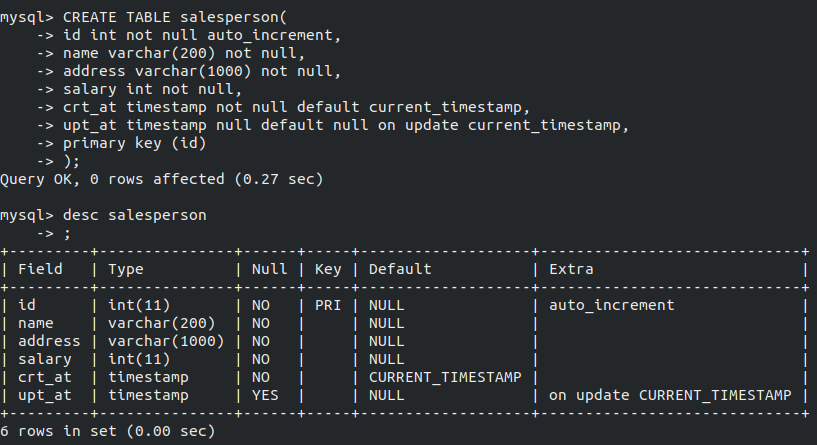 mysql> CREATE TABLE salesperson(
    -> id int not null auto_increment,
    -> name varchar(200) not null,
    -> address varchar(1000) not null,
    -> salary int not null,
    -> crt_at timestamp not null default current_timestamp,
    -> upt_at timestamp null default null on update current_timestamp,
    -> primary key (id)
    -> );
Query OK, 0 rows affected (0.27 sec)

mysql> desc salesperson
    -> ;
+---------+---------------+------+-----+-------------------+-----------------------------+
| Field   | Type          | Null | Key | Default           | Extra                       |
+---------+---------------+------+-----+-------------------+-----------------------------+
| id      | int(11)       | NO   | PRI | NULL              | auto_increment              |
| name    | varchar(200)  | NO   |     | NULL              |                             |
| address | varchar(1000) | NO   |     | NULL              |                             |
| salary  | int(11)       | NO   |     | NULL              |                             |
| crt_at  | timestamp     | NO   |     | CURRENT_TIMESTAMP |                             |
| upt_at  | timestamp     | YES  |     | NULL              | on update CURRENT_TIMESTAMP |
+---------+---------------+------+-----+-------------------+-----------------------------+
6 rows in set (0.00 sec)